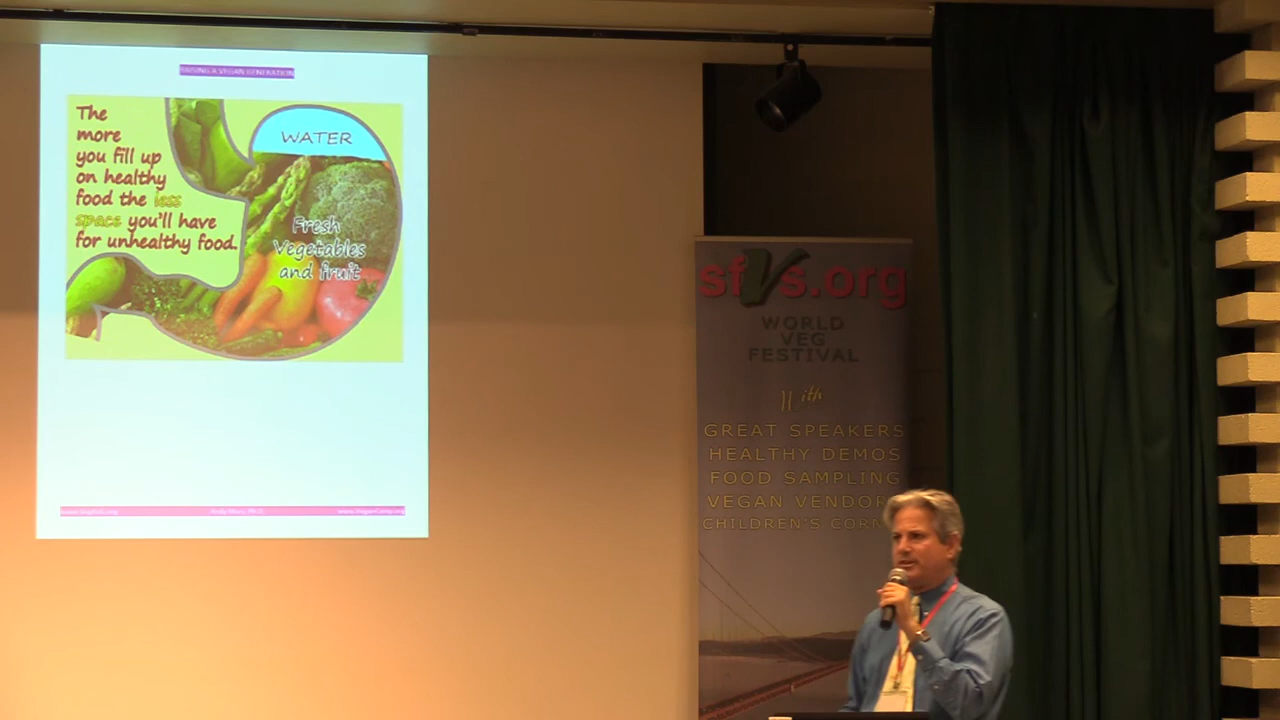 RAISING A VEGAN GENERATION
The
more
you fill up
on healthy
food the less
space you'll have
for unhealthy food.
WATER
Fresh
Vegetables
and fruit
sfVs.org
WORLD
VEG
FESTIVAL
GREAT SPEAKERS
HEALTHY DEMOS
FOOD SAMPLING
VEGAN VENDOR
CHILDREN'S CORN